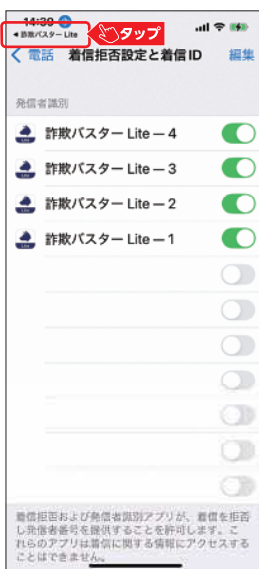 14:39
◀ 詐欺バスター Lite
タップ
電話 着信拒否設定と着信ID 編集
発信者識別
詐欺バスター Lite — 4
詐欺バスター Lite — 3
詐欺バスター Lite — 2
詐欺バスター Lite — 1
着信拒否および発信者識別アプリが、着信を拒否
し発信者番号を提供することを許可します。こ
れらのアプリは着信に関する情報にアクセスする
ことはできません。